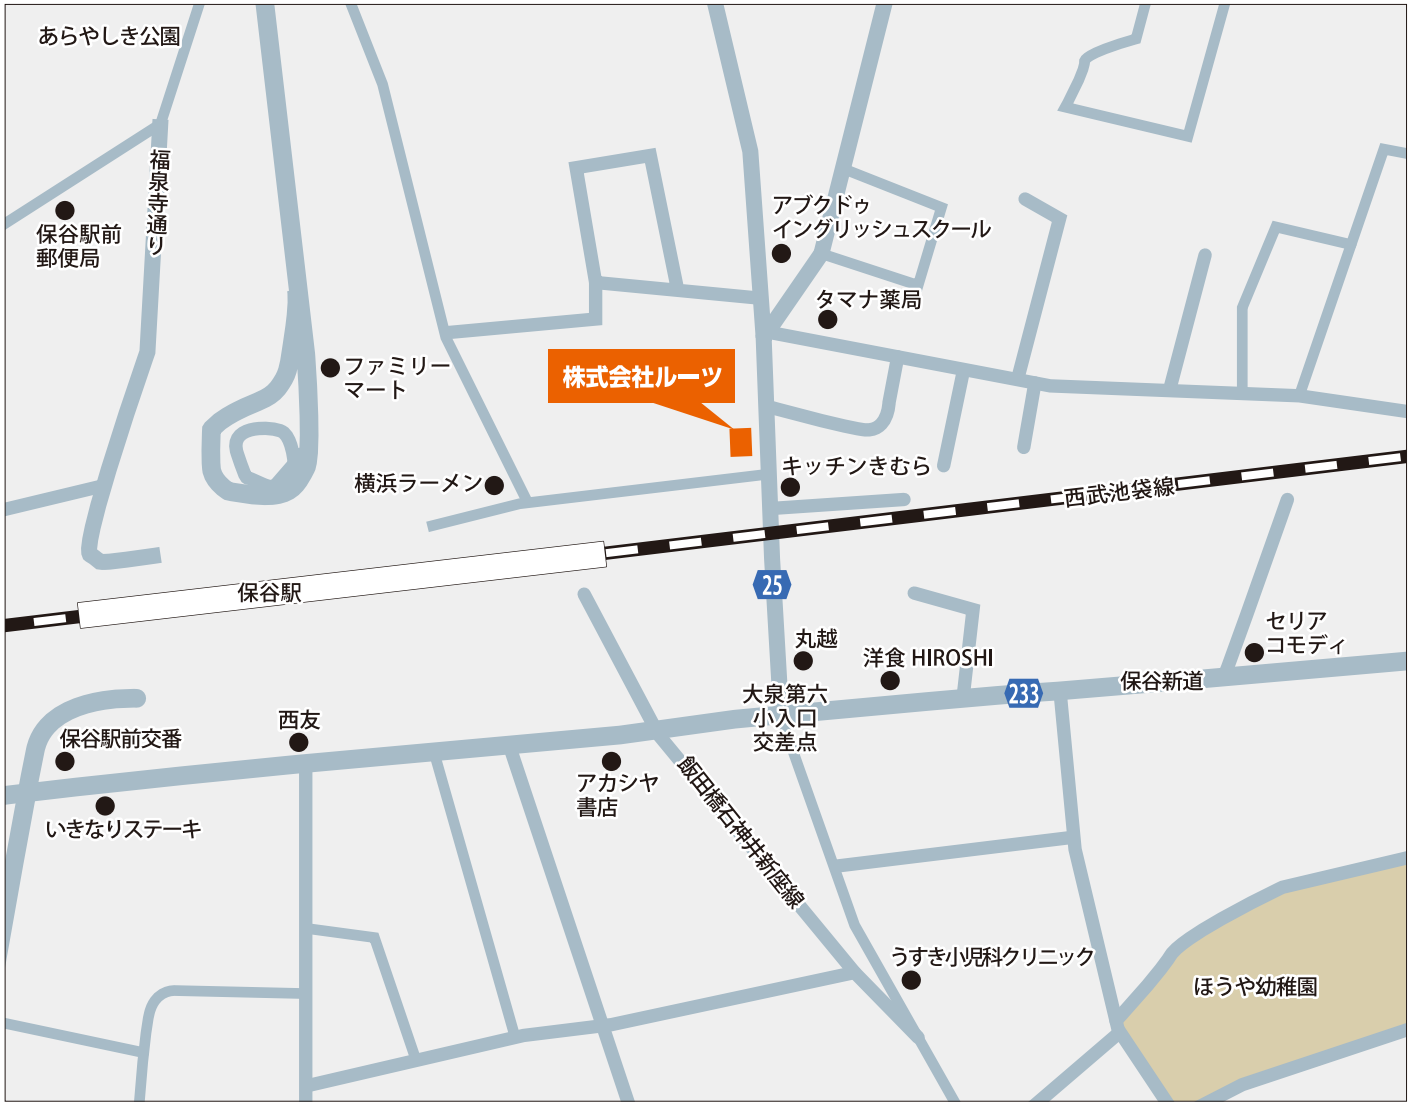 あらやしき公園
福泉寺通り
保谷駅前
郵便局
アブクドゥ
イングリッシュスクール
タマナ薬局
ファミリー
マート
株式会社ルーツ
キッチンきむら
横浜ラーメン
西武池袋線
保谷駅
25
セリア
コモディ
丸越
洋食 HIROSHI
保谷新道
233
大泉第六
小入口
交差点
西友
保谷駅前交番
アカシヤ
書店
飯田橋石神井新座線
いきなりステーキ
うすき小児科クリニック
ほうや幼稚園